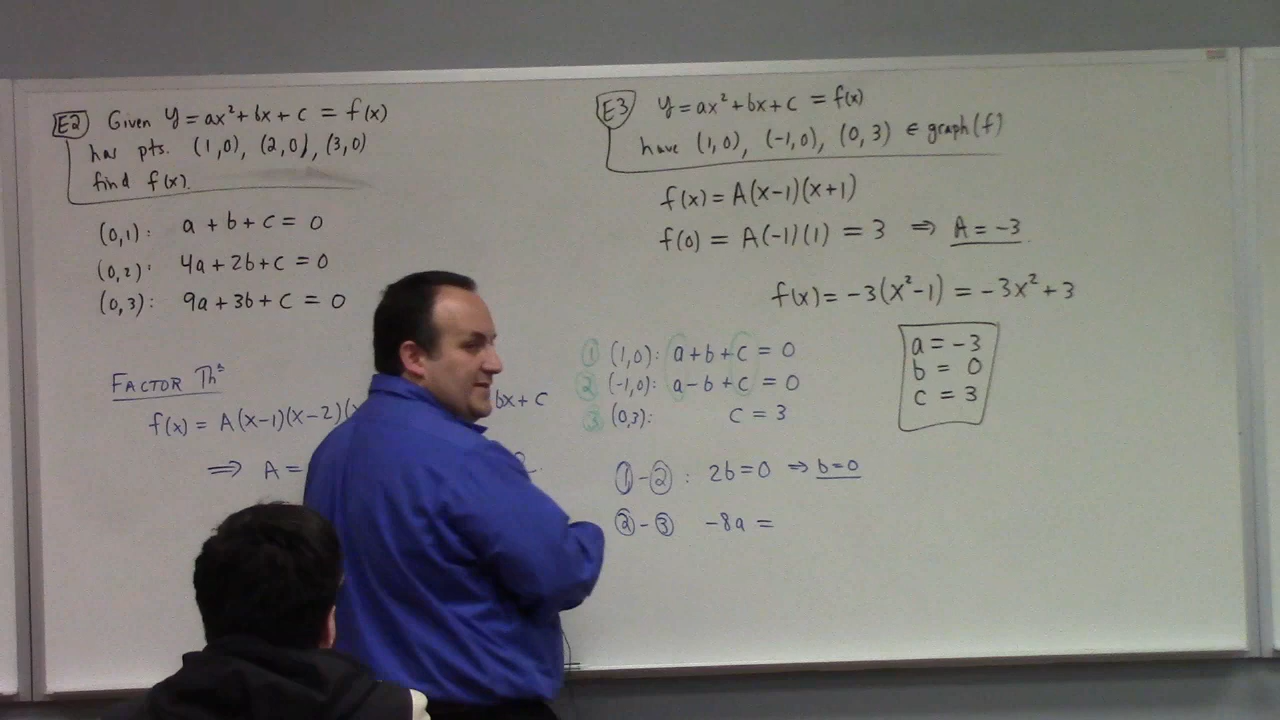 E2 Given y = ax² + bx + c = f(x)
has pts. (1,0), (2,0), (3,0)
find f(x).
(0,1): a + b + c = 0
(0,2): 4a + 2b + c = 0
(0,3): 9a + 3b + c = 0
FACTOR Thm
f(x) = A(x-1)(x-2)(x bx + c
⇒ A =
E3 y = ax² + bx + c = f(x)
have (1,0), (-1,0), (0,3) ∈ graph(f)
f(x) = A(x-1)(x+1)
f(0) = A(-1)(1) = 3 ⇒ A = -3
f(x) = -3(x²-1) = -3x² + 3
① (1,0): a + b + c = 0
② (-1,0): a - b + c = 0
③ (0,3): c = 3
a = -3
b = 0
c = 3
① - ② : 2b = 0 ⇒ b = 0
② - ③ -8a =